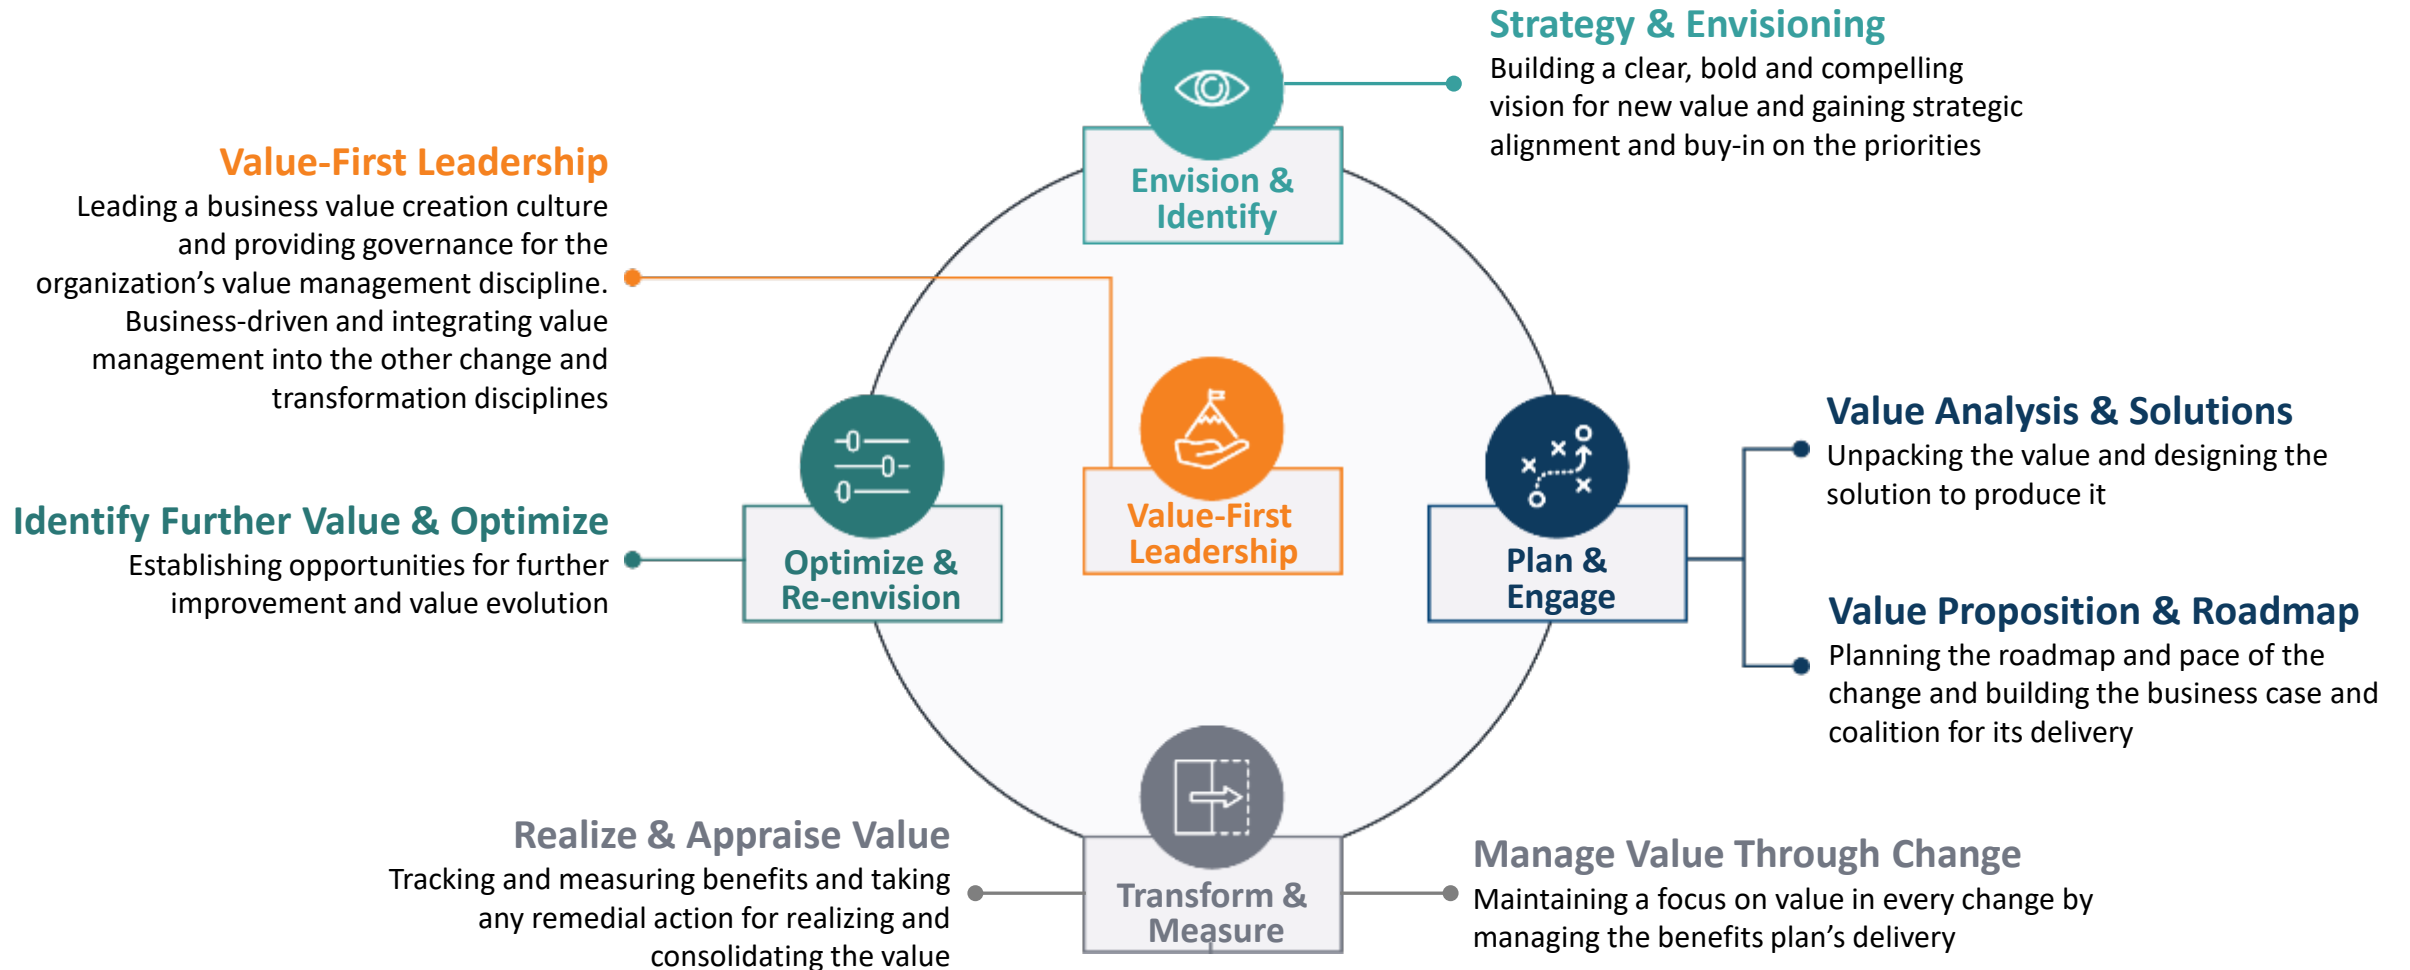 Strategy & Envisioning
Building a clear, bold and compelling
vision for new value and gaining strategic
alignment and buy-in on the priorities
Value-First Leadership
Leading a business value creation culture
and providing governance for the
organization’s value management discipline.
Business-driven and integrating value
management into the other change and
transformation disciplines
Envision &
Identify
Value-First
Leadership
Value Analysis & Solutions
Unpacking the value and designing the
solution to produce it
Identify Further Value & Optimize
Establishing opportunities for further
improvement and value evolution
Optimize &
Re-envision
Plan &
Engage
Value Proposition & Roadmap
Planning the roadmap and pace of the
change and building the business case and
coalition for its delivery
Realize & Appraise Value
Tracking and measuring benefits and taking
any remedial action for realizing and
consolidating the value
Transform &
Measure
Manage Value Through Change
Maintaining a focus on value in every change by
managing the benefits plan’s delivery